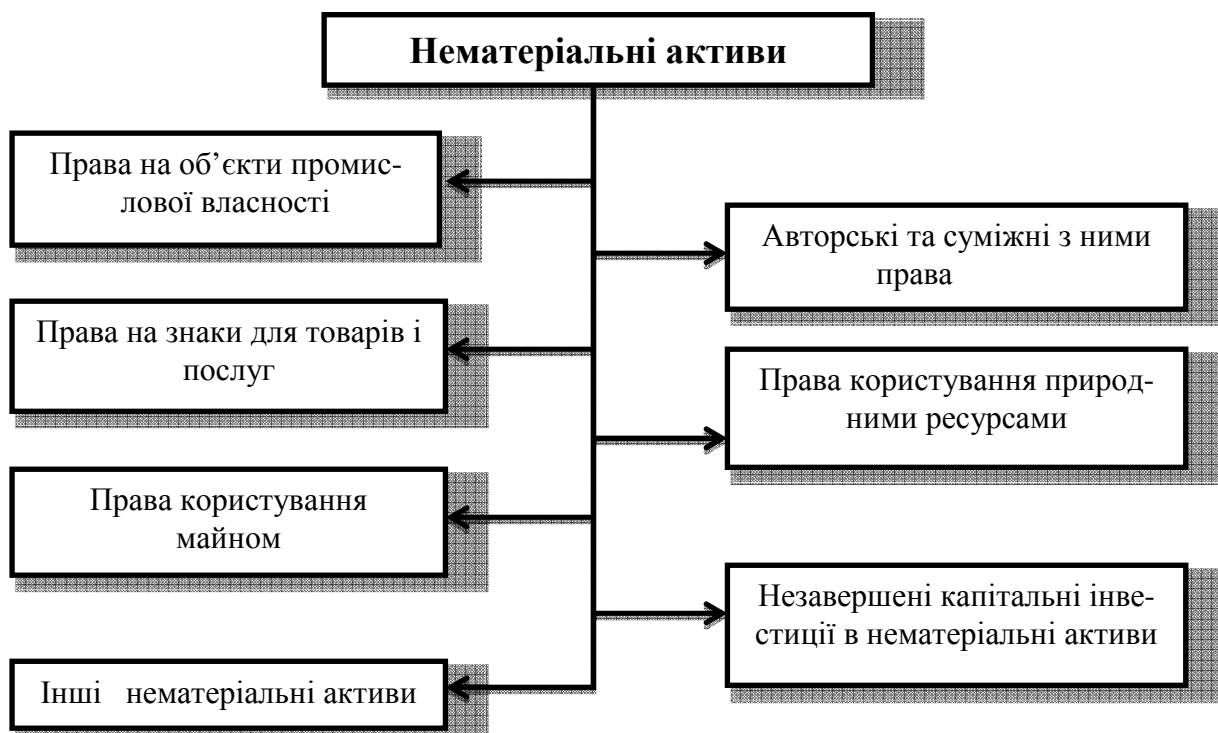 Нематеріальні активи
Права на об’єкти промис-
лової власності
Авторські та суміжні з ними
права
Права на знаки для товарів і
послуг
Права користування природ-
ними ресурсами
Права користування
майном
Незавершені капітальні інве-
стиції в нематеріальні активи
Інші нематеріальні активи